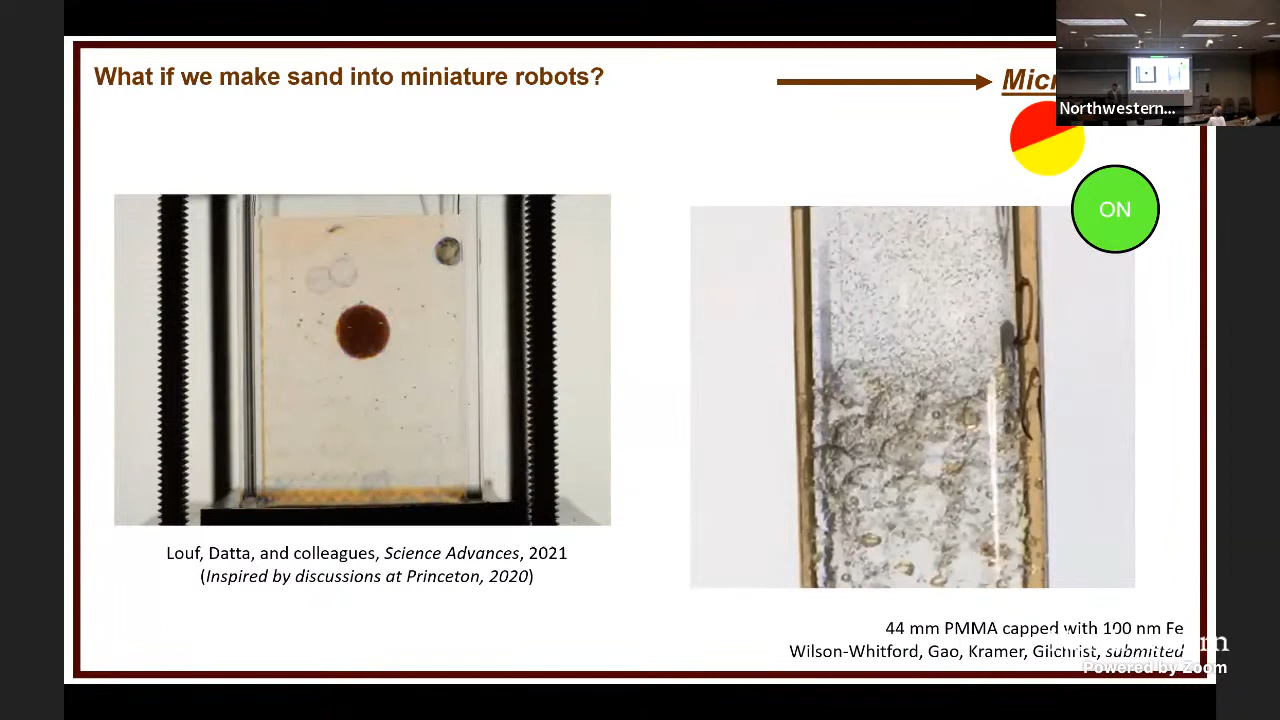 What if we make sand into miniature robots?
Northwestern...
ON
Louf, Datta, and colleagues, Science Advances, 2021
(Inspired by discussions at Princeton, 2020)
44 mm PMMA capped with 100 nm Fe
Wilson-Whitford, Gao, Kramer, Gilchrist, submitted
Powered by Zoom